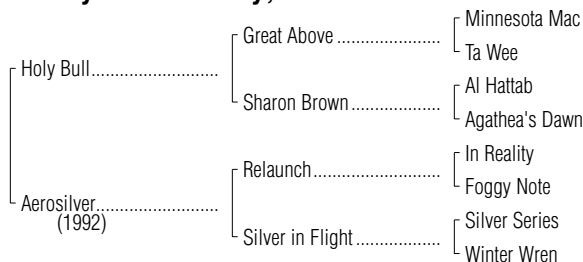 Minnesota Mac
Great Above
Ta Wee
Holy Bull
Al Hattab
Sharon Brown
Agathea's Dawn
In Reality
Relaunch
Foggy Note
Aerosilver
(1992)
Silver Series
Silver in Flight
Winter Wren